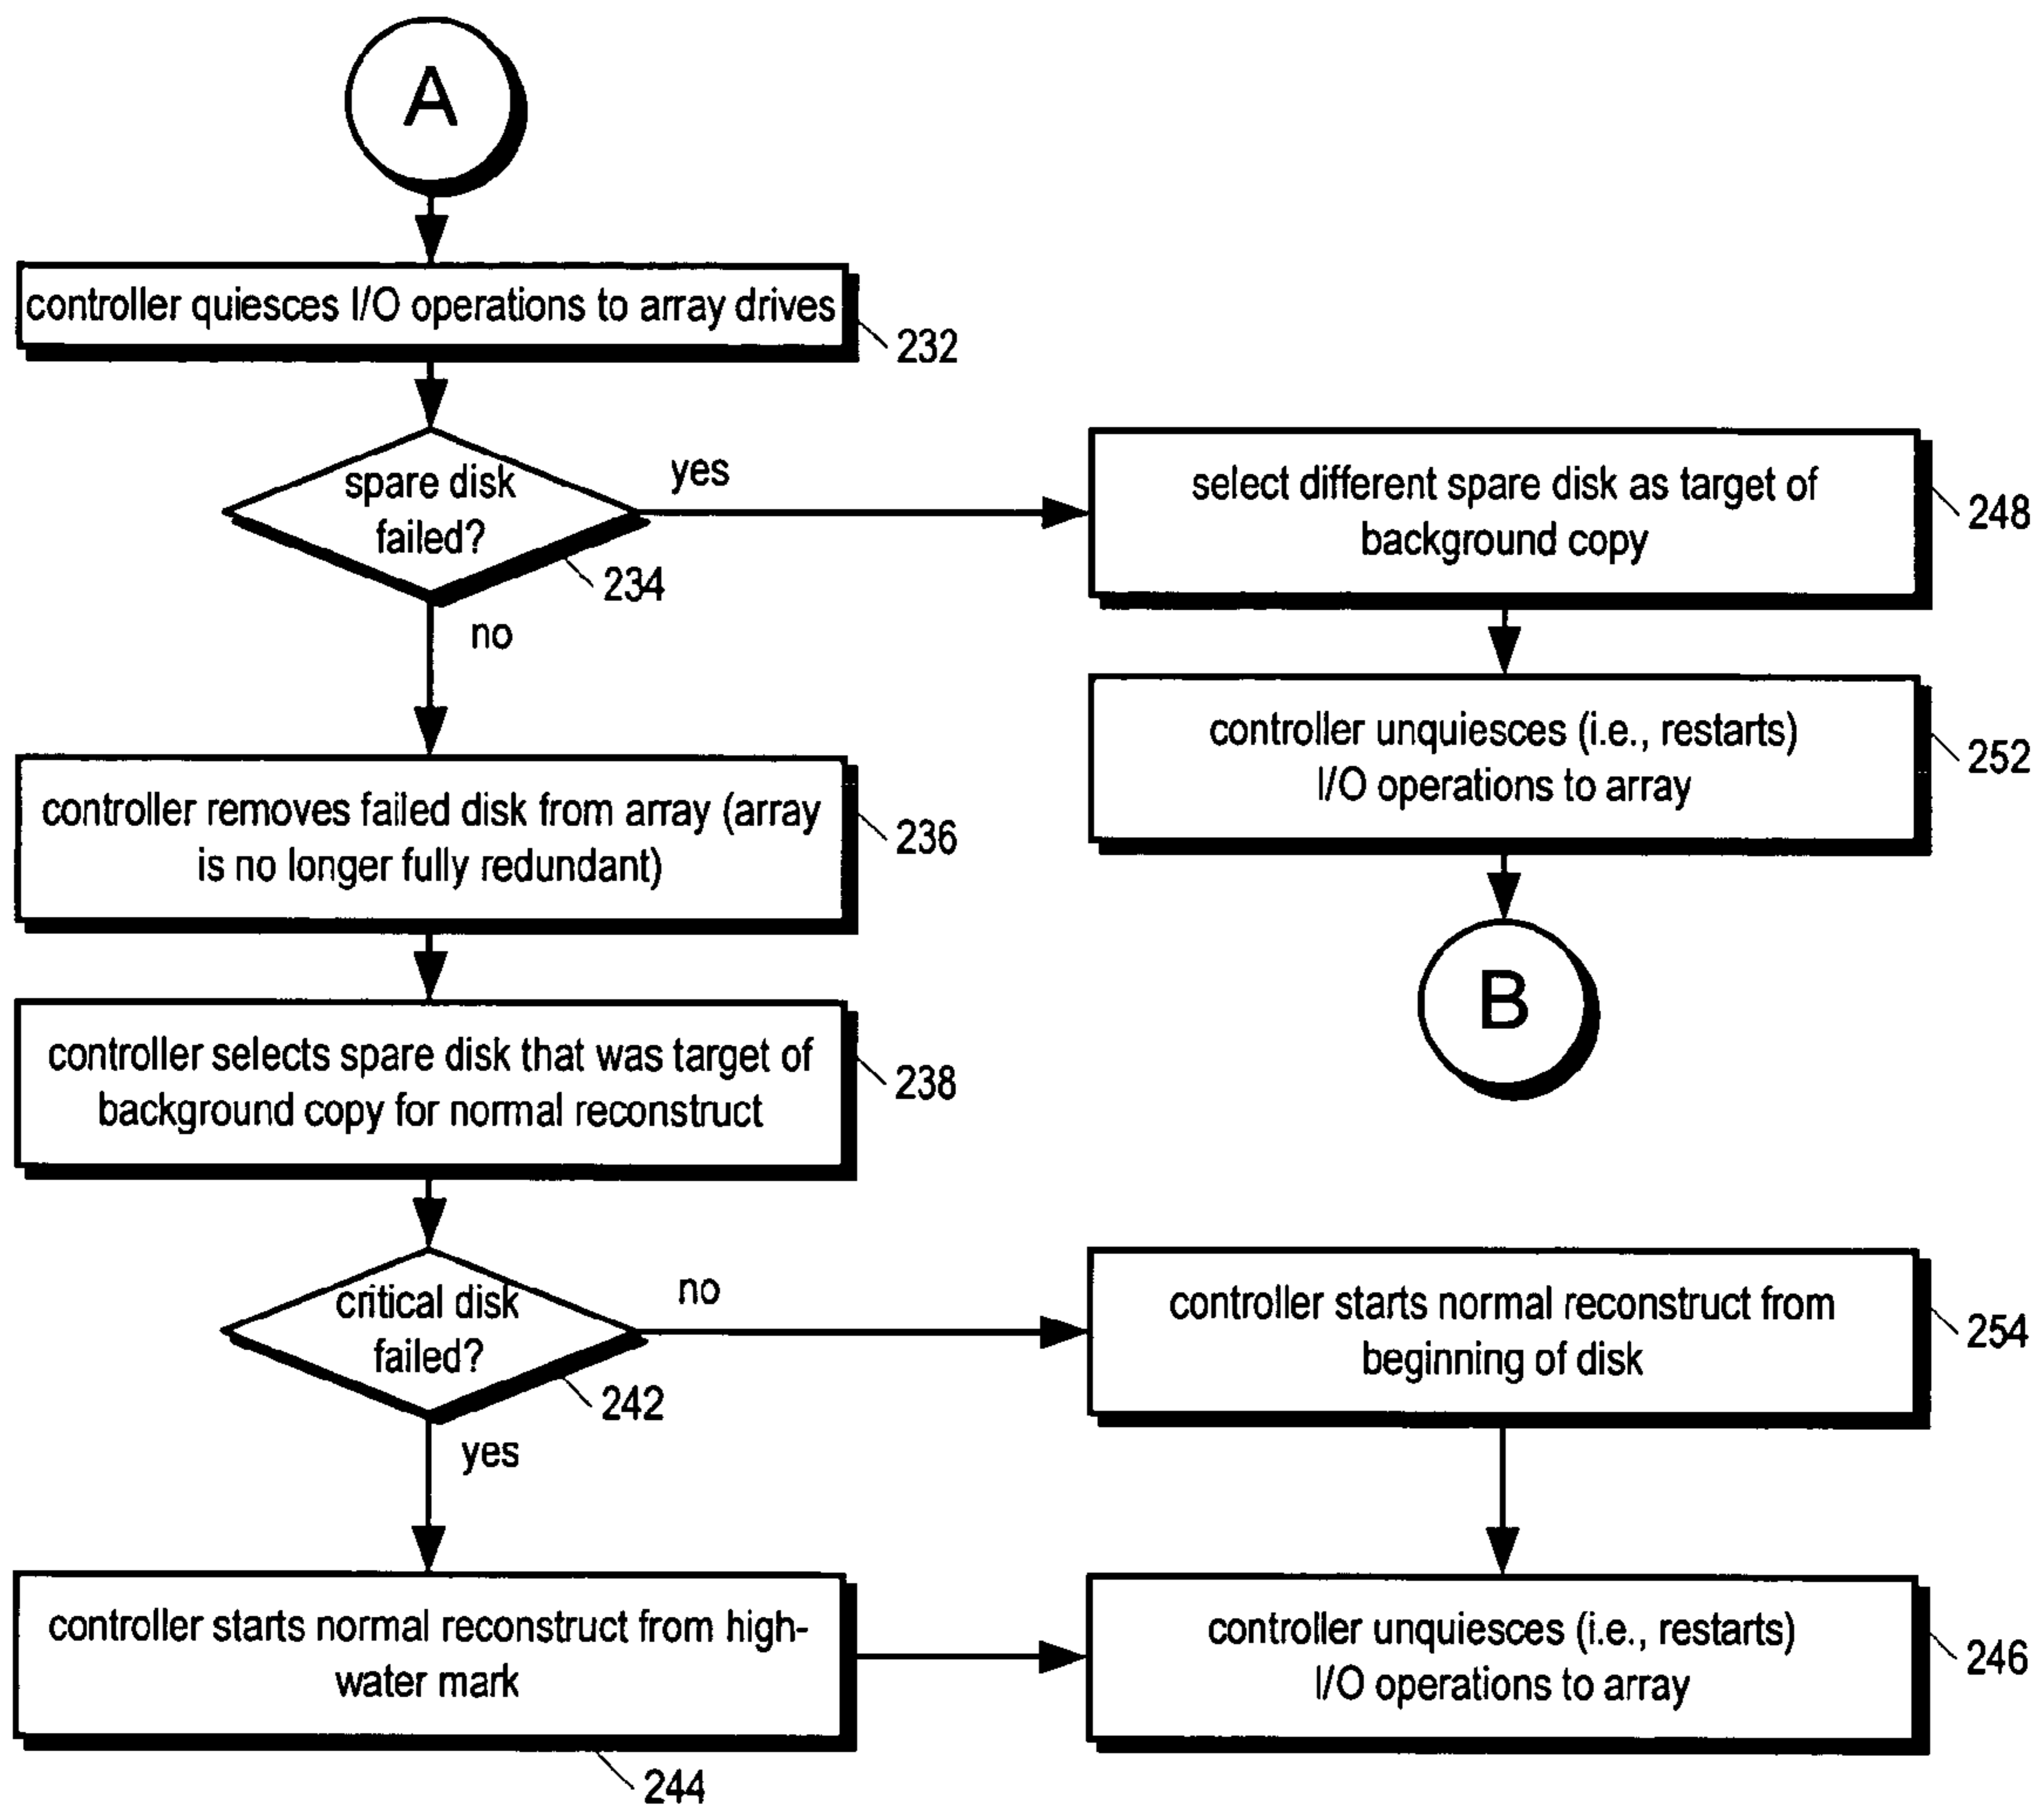 A
controller quiesces I/O operations to array drives
232
spare disk
failed?
234
yes
no
select different spare disk as target of
background copy
248
controller unquiesces (i.e., restarts)
I/O operations to array
252
B
controller removes failed disk from array (array
is no longer fully redundant)
236
controller selects spare disk that was target of
background copy for normal reconstruct
238
critical disk
failed?
242
no
yes
controller starts normal reconstruct from
beginning of disk
254
controller starts normal reconstruct from high-
water mark
244
controller unquiesces (i.e., restarts)
I/O operations to array
246